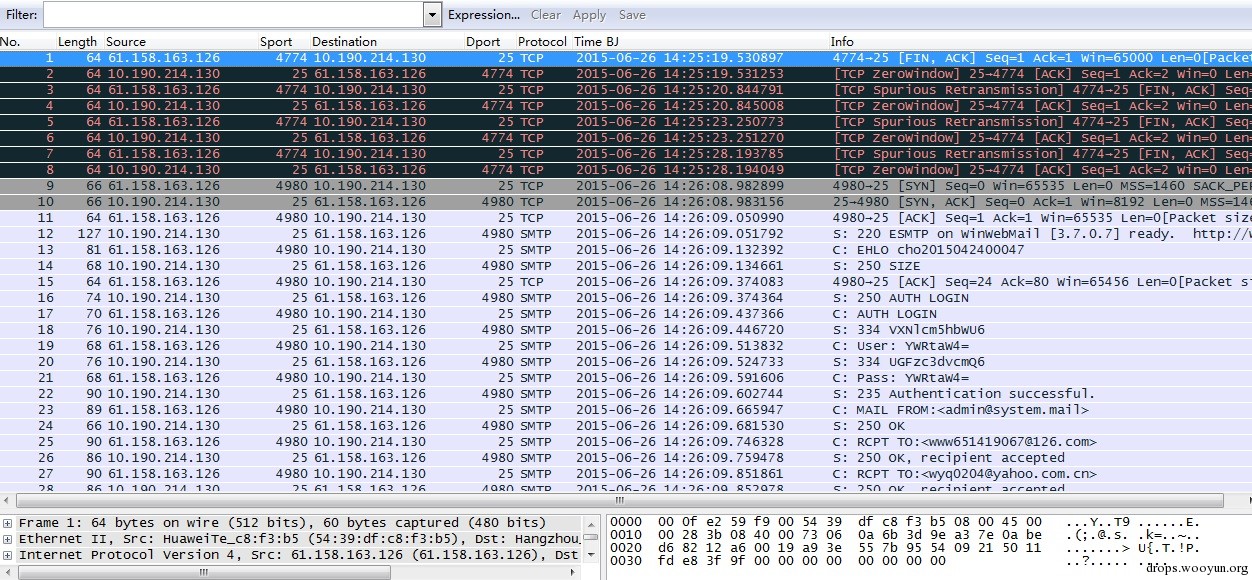 Filter: Expression... Clear Apply Save
No. Length Source Sport Destination Dport Protocol Time BJ Info
1 64 61.158.163.126 4774 10.190.214.130 25 TCP 2015-06-26 14:25:19.530897 4774→25 [FIN, ACK] Seq=1 Ack=1 Win=65000 Len=0[Packet
2 64 10.190.214.130 25 61.158.163.126 4774 TCP 2015-06-26 14:25:19.531253 [TCP ZeroWindow] 25→4774 [ACK] Seq=1 Ack=2 Win=0 Len=
3 64 61.158.163.126 4774 10.190.214.130 25 TCP 2015-06-26 14:25:20.844791 [TCP Spurious Retransmission] 4774→25 [FIN, ACK] Seq=
4 64 10.190.214.130 25 61.158.163.126 4774 TCP 2015-06-26 14:25:20.845008 [TCP ZeroWindow] 25→4774 [ACK] Seq=1 Ack=2 Win=0 Len=
5 64 61.158.163.126 4774 10.190.214.130 25 TCP 2015-06-26 14:25:23.250773 [TCP Spurious Retransmission] 4774→25 [FIN, ACK] Seq=
6 64 10.190.214.130 25 61.158.163.126 4774 TCP 2015-06-26 14:25:23.251270 [TCP ZeroWindow] 25→4774 [ACK] Seq=1 Ack=2 Win=0 Len=
7 64 61.158.163.126 4774 10.190.214.130 25 TCP 2015-06-26 14:25:28.193785 [TCP Spurious Retransmission] 4774→25 [FIN, ACK] Seq=
8 64 10.190.214.130 25 61.158.163.126 4774 TCP 2015-06-26 14:25:28.194049 [TCP ZeroWindow] 25→4774 [ACK] Seq=1 Ack=2 Win=0 Len=
9 66 61.158.163.126 4980 10.190.214.130 25 TCP 2015-06-26 14:26:08.982899 4980→25 [SYN] Seq=0 Win=65535 Len=0 MSS=1460 SACK_PER
10 66 10.190.214.130 25 61.158.163.126 4980 TCP 2015-06-26 14:26:08.983156 25→4980 [SYN, ACK] Seq=0 Ack=1 Win=8192 Len=0 MSS=146
11 64 61.158.163.126 4980 10.190.214.130 25 TCP 2015-06-26 14:26:09.050990 4980→25 [ACK] Seq=1 Ack=1 Win=65535 Len=0[Packet size
12 127 10.190.214.130 25 61.158.163.126 4980 SMTP 2015-06-26 14:26:09.051792 S: 220 ESMTP on WinWebMail [3.7.0.7] ready. http://w
13 81 61.158.163.126 4980 10.190.214.130 25 SMTP 2015-06-26 14:26:09.132392 C: EHLO cho2015042400047
14 68 10.190.214.130 25 61.158.163.126 4980 SMTP 2015-06-26 14:26:09.134661 S: 250 SIZE
15 64 61.158.163.126 4980 10.190.214.130 25 TCP 2015-06-26 14:26:09.374083 4980→25 [ACK] Seq=24 Ack=80 Win=65456 Len=0[Packet si
16 74 10.190.214.130 25 61.158.163.126 4980 SMTP 2015-06-26 14:26:09.374364 S: 250 AUTH LOGIN
17 70 61.158.163.126 4980 10.190.214.130 25 SMTP 2015-06-26 14:26:09.437366 C: AUTH LOGIN
18 76 10.190.214.130 25 61.158.163.126 4980 SMTP 2015-06-26 14:26:09.446720 S: 334 VXNlcm5hbWU6
19 68 61.158.163.126 4980 10.190.214.130 25 SMTP 2015-06-26 14:26:09.513832 C: User: YWRtaW4=
20 76 10.190.214.130 25 61.158.163.126 4980 SMTP 2015-06-26 14:26:09.524733 S: 334 UGFzc3dvcmQ6
21 68 61.158.163.126 4980 10.190.214.130 25 SMTP 2015-06-26 14:26:09.591606 C: Pass: YWRtaW4=
22 90 10.190.214.130 25 61.158.163.126 4980 SMTP 2015-06-26 14:26:09.602744 S: 235 Authentication successful.
23 89 61.158.163.126 4980 10.190.214.130 25 SMTP 2015-06-26 14:26:09.665947 C: MAIL FROM:<admin@system.mail>
24 66 10.190.214.130 25 61.158.163.126 4980 SMTP 2015-06-26 14:26:09.681530 S: 250 OK
25 90 61.158.163.126 4980 10.190.214.130 25 SMTP 2015-06-26 14:26:09.746328 C: RCPT TO:<www651419067@126.com>
26 86 10.190.214.130 25 61.158.163.126 4980 SMTP 2015-06-26 14:26:09.759478 S: 250 OK, recipient accepted
27 90 61.158.163.126 4980 10.190.214.130 25 SMTP 2015-06-26 14:26:09.851861 C: RCPT TO:<wyq0204@yahoo.com.cn>
28 86 10.190.214.130 25 61.158.163.126 4980 SMTP 2015-06-26 14:26:09.852978 S: 250 OK, recipient accepted
Frame 1: 64 bytes on wire (512 bits), 60 bytes captured (480 bits)
Ethernet II, Src: HuaweiTe_c8:f3:b5 (54:39:df:c8:f3:b5), Dst: Hangzhou_
Internet Protocol Version 4, Src: 61.158.163.126 (61.158.163.126), Dst
0000 00 0f e2 59 f9 00 54 39 df c8 f3 b5 08 00 45 00 ...Y..T9 ......E.
0010 00 28 3b 08 40 00 73 06 0a 6b 3d 9e a3 7e 0a be .(;.@.s. .k=..~..
0020 d6 82 12 a6 00 19 a9 3e 55 7b 95 54 09 21 50 11 .......> U{.T.!P.
0030 fd e8 3f 9f 00 00 00 00 00 00 00 00 ..?.....
drops.wooyun.org